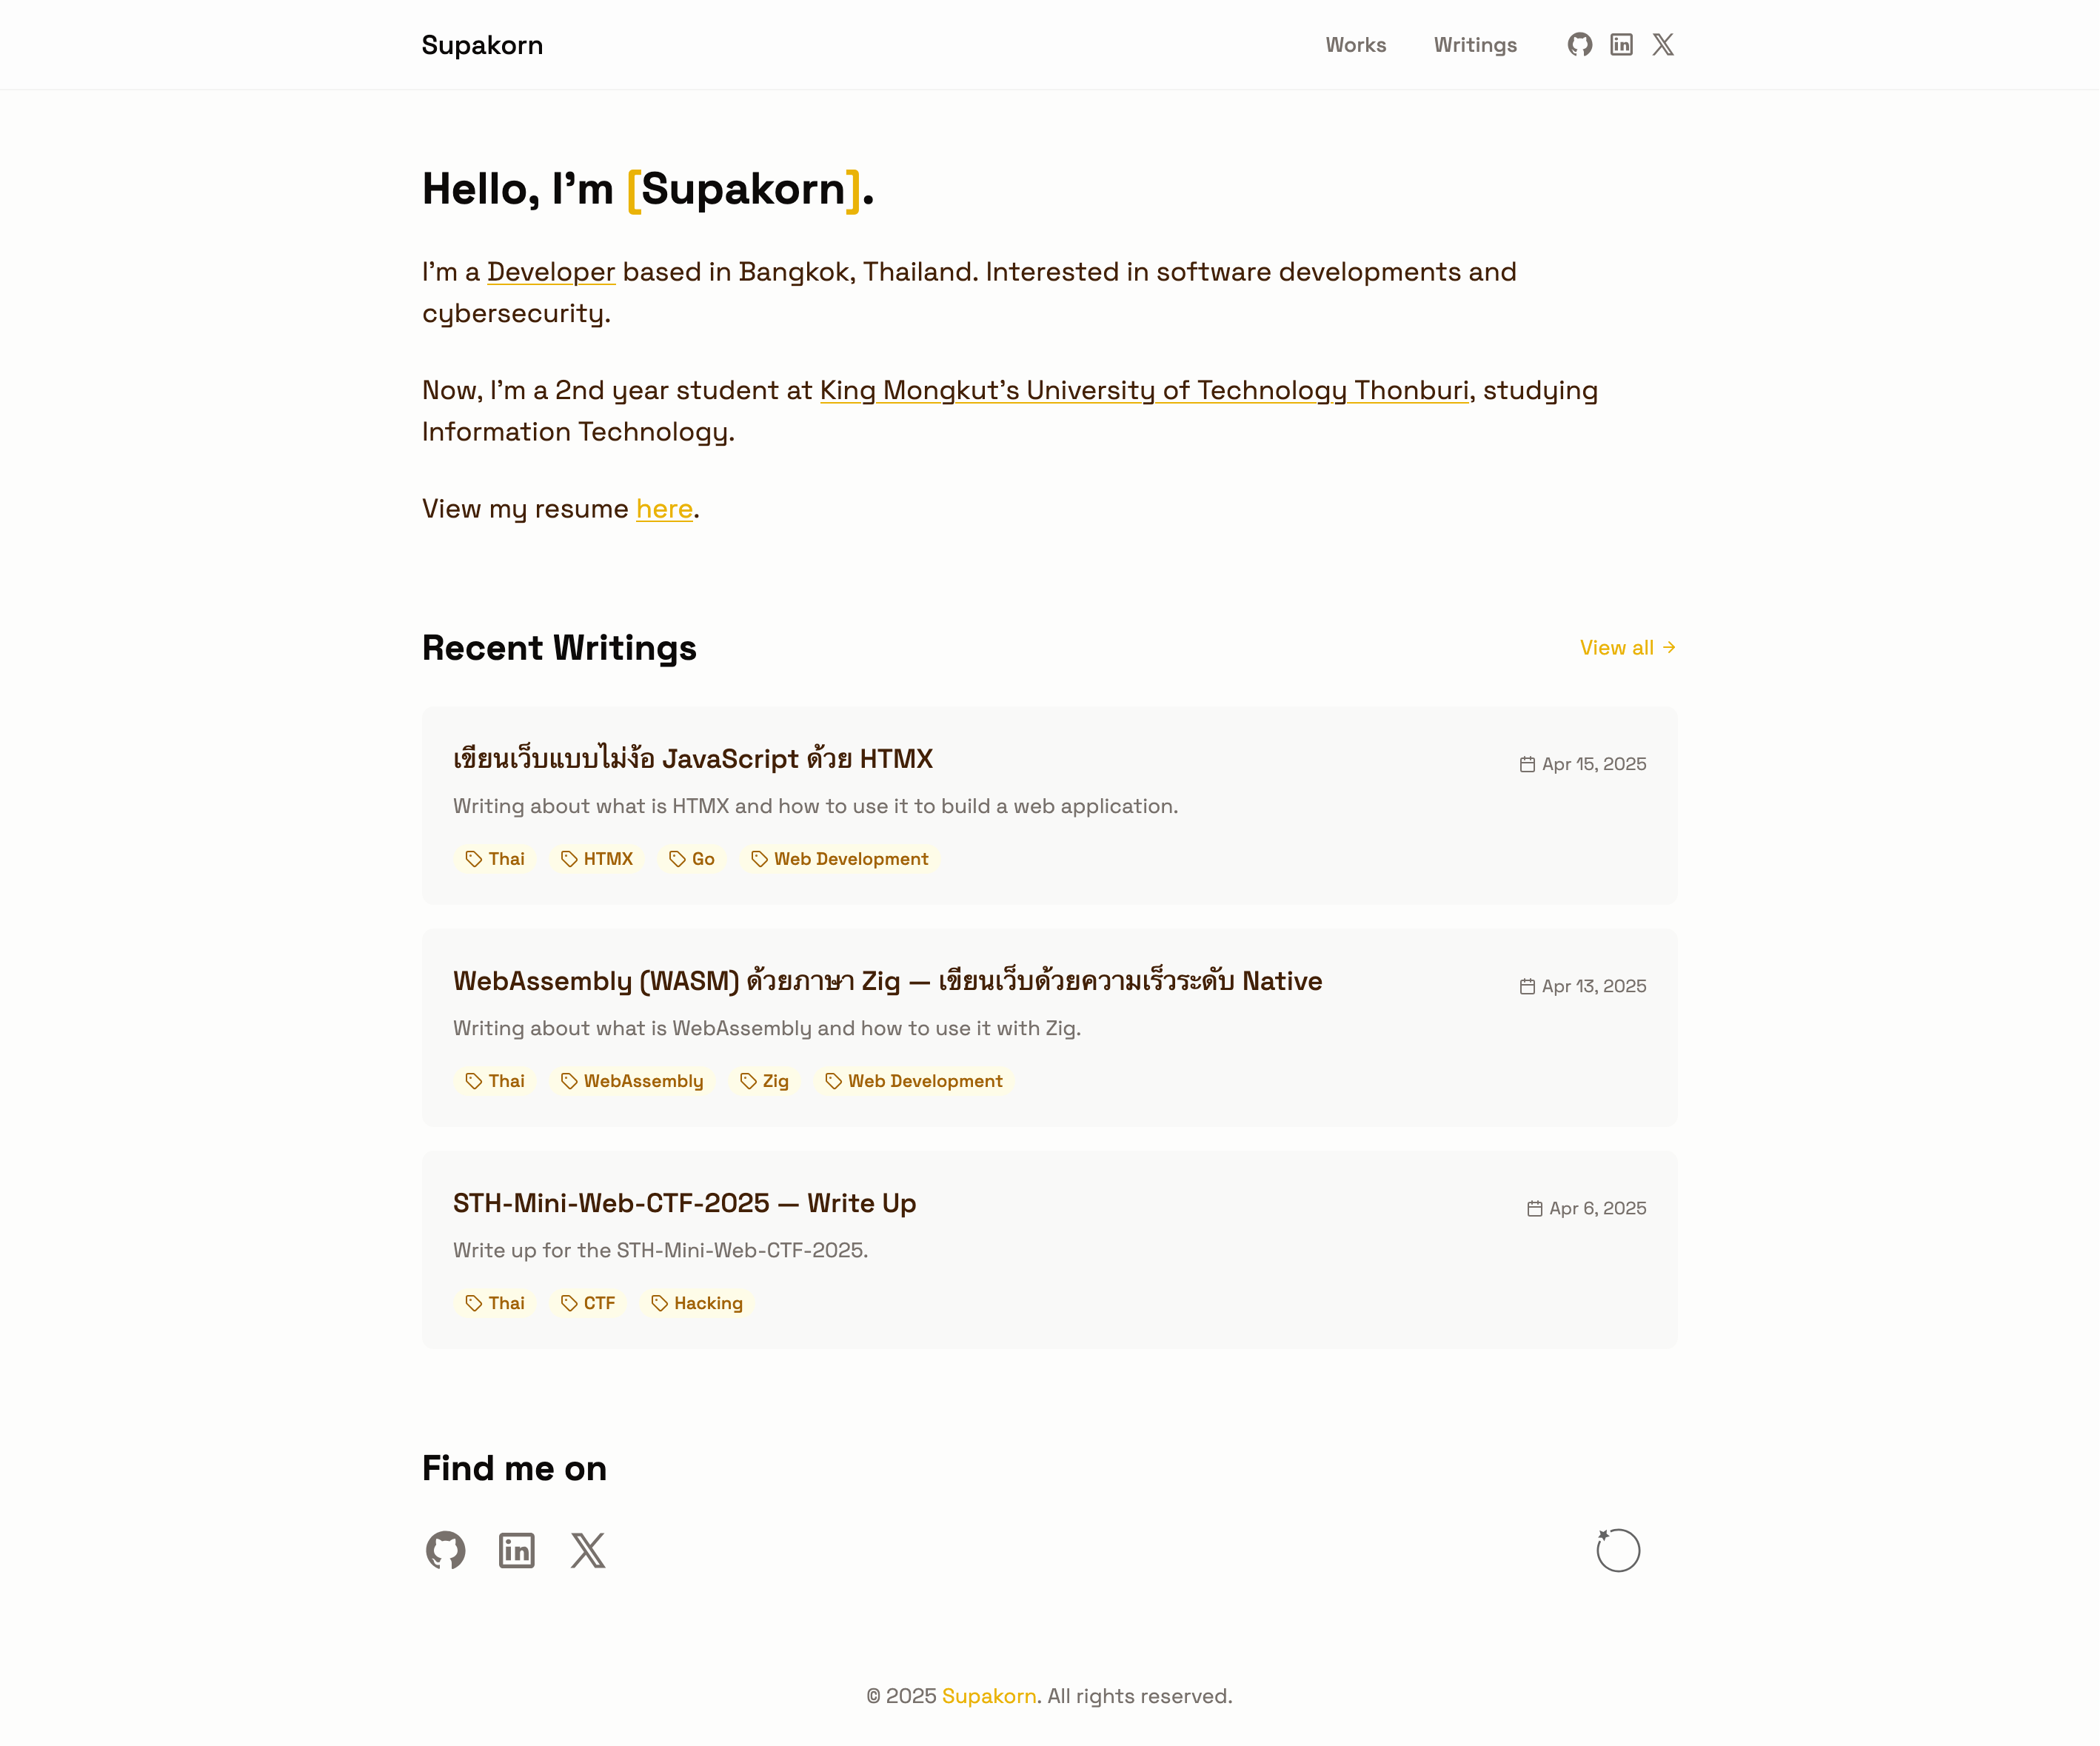 Supakorn
Works
Writings
Hello, I'm [Supakorn].
I'm a Developer based in Bangkok, Thailand. Interested in software developments and
cybersecurity.
Now, I'm a 2nd year student at King Mongkut's University of Technology Thonburi, studying
Information Technology.
View my resume here.
Recent Writings
View all →
เขียนเว็บแบบไม่ง้อ JavaScript ด้วย HTMX
Apr 15, 2025
Writing about what is HTMX and how to use it to build a web application.
Thai
HTMX
Go
Web Development
WebAssembly (WASM) ด้วยภาษา Zig — เขียนเว็บด้วยความเร็วระดับ Native
Apr 13, 2025
Writing about what is WebAssembly and how to use it with Zig.
Thai
WebAssembly
Zig
Web Development
STH-Mini-Web-CTF-2025 — Write Up
Apr 6, 2025
Write up for the STH-Mini-Web-CTF-2025.
Thai
CTF
Hacking
Find me on
© 2025 Supakorn. All rights reserved.